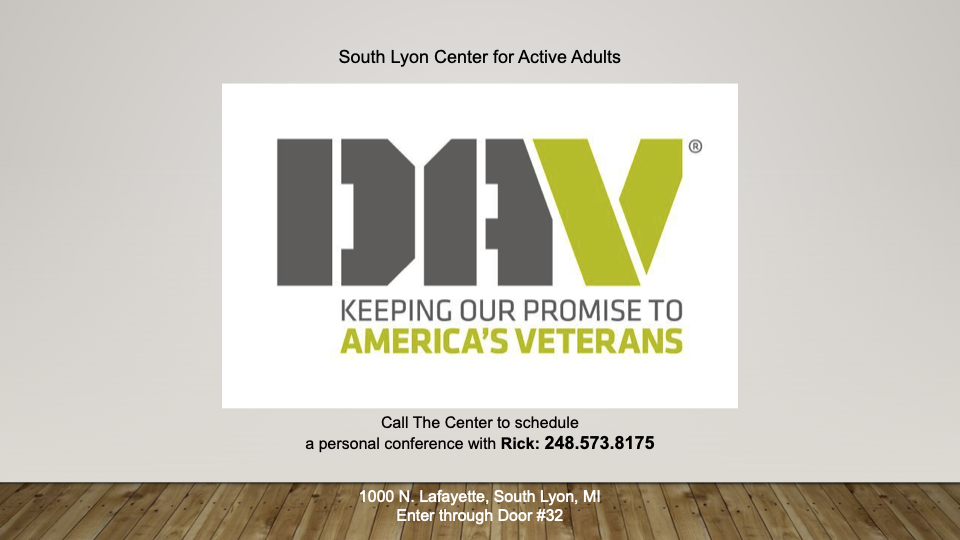 South Lyon Center for Active Adults
DAV®
KEEPING OUR PROMISE TO
AMERICA'S VETERANS
Call The Center to schedule
a personal conference with Rick: 248.573.8175
1000 N. Lafayette, South Lyon, MI
Enter through Door #32